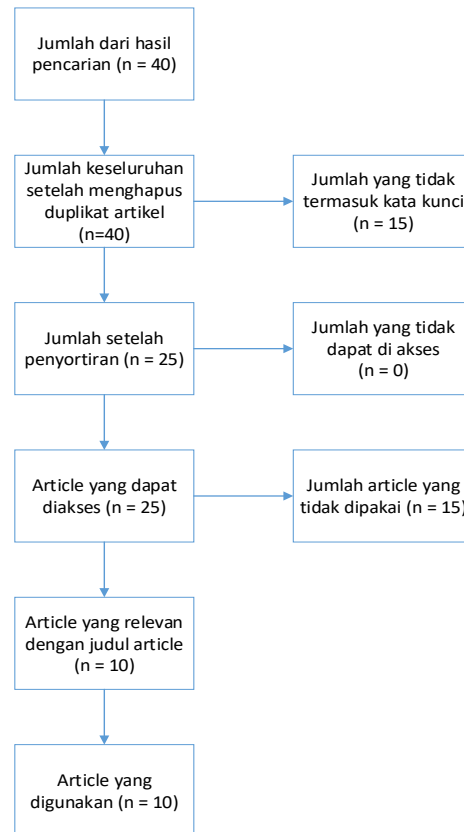 Jumlah dari hasil
pencarian (n = 40)
Jumlah keseluruhan
setelah menghapus
duplikat artikel
(n=40)
Jumlah yang tidak
termasuk kata kunci
(n = 15)
Jumlah setelah
penyortiran (n = 25)
Jumlah yang tidak
dapat di akses
(n = 0)
Article yang dapat
diakses (n = 25)
Jumlah article yang
tidak dipakai (n = 15)
Article yang relevan
dengan judul article
(n = 10)
Article yang
digunakan (n = 10)